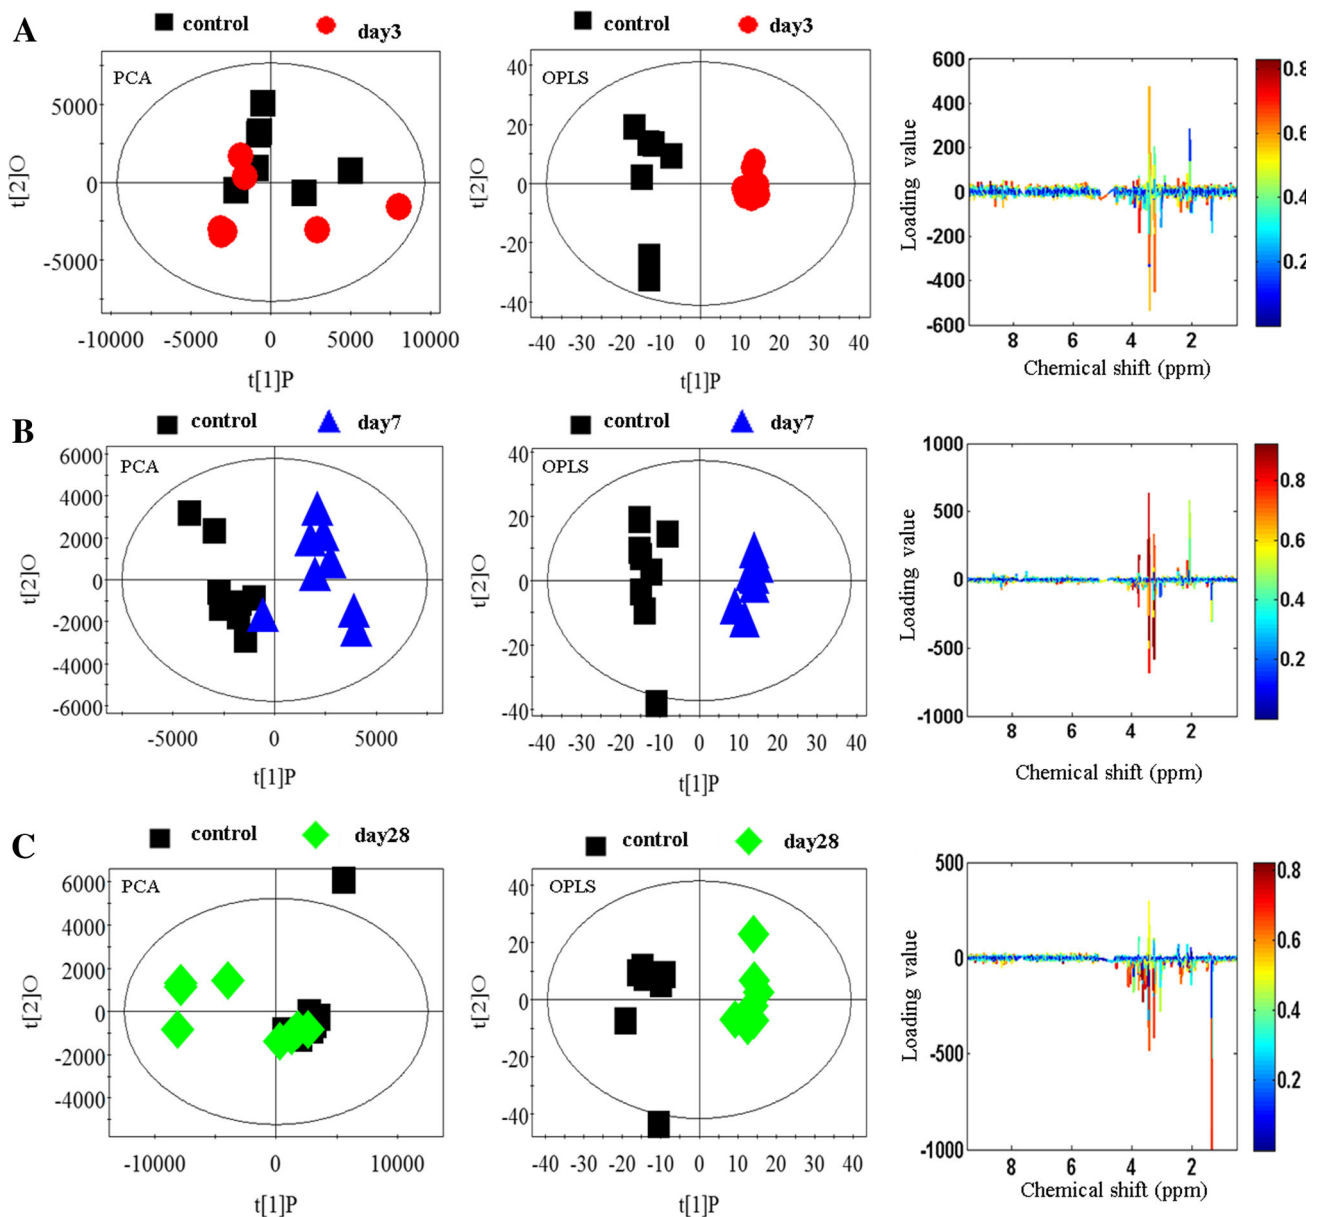 A
control day3
control day3
PCA
5000
0
-5000
t[2]O
-10000 -5000 0 5000 10000
t[1]P
OPLS
40
20
0
-20
-40
t[2]O
-40 -30 -20 -10 0 10 20 30 40
t[1]P
600
400
200
0
-200
-400
-600
Loading value
8 6 4 2
Chemical shift (ppm)
0.8
0.6
0.4
0.2
B
control day7
control day7
PCA
6000
4000
2000
0
-2000
-4000
-6000
t[2]O
-5000 0 5000
t[1]P
OPLS
40
20
0
-20
-40
t[2]O
-40 -30 -20 -10 0 10 20 30 40
t[1]P
1000
500
0
-500
-1000
Loading value
8 6 4 2
Chemical shift (ppm)
0.8
0.6
0.4
0.2
C
control day28
control day28
PCA
6000
4000
2000
0
-2000
-4000
t[2]O
-10000 0 10000
t[1]P
OPLS
40
20
0
-20
-40
t[2]O
-40 -30 -20 -10 0 10 20 30 40
t[1]P
500
0
-500
-1000
Loading value
8 6 4 2
Chemical shift (ppm)
0.8
0.6
0.4
0.2